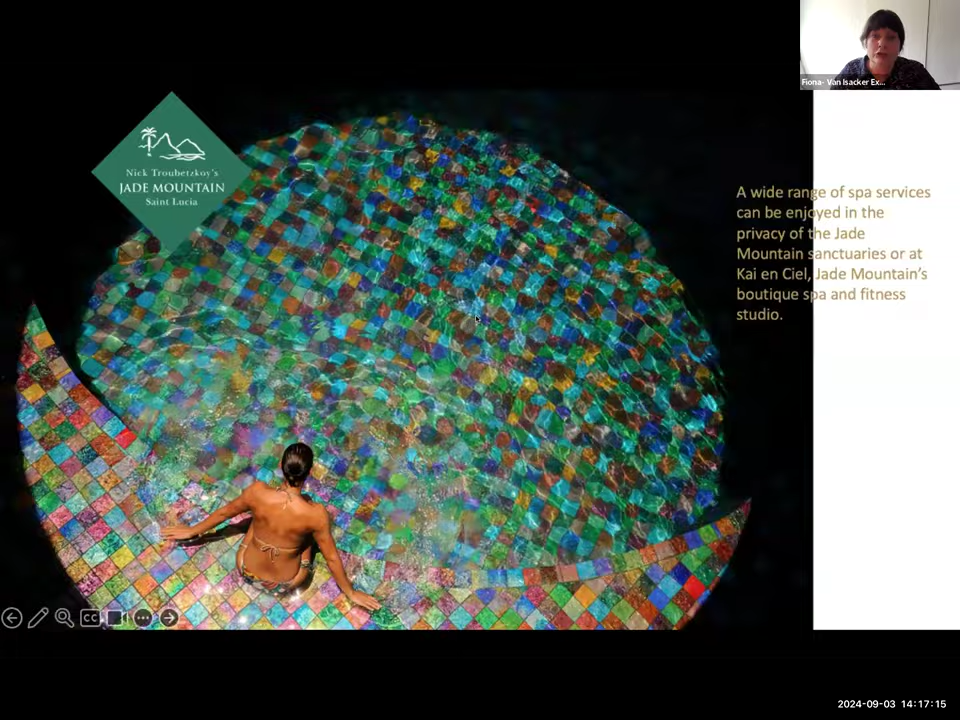 Fiona- Van Isacker Ex...
Nick Troubetzkoy's
JADE MOUNTAIN
Saint Lucia
A wide range of spa services
can be enjoyed in the
privacy of the Jade
Mountain sanctuaries or at
Kai en Ciel, Jade Mountain's
boutique spa and fitness
studio.
CC
2024-09-03 14:17:15